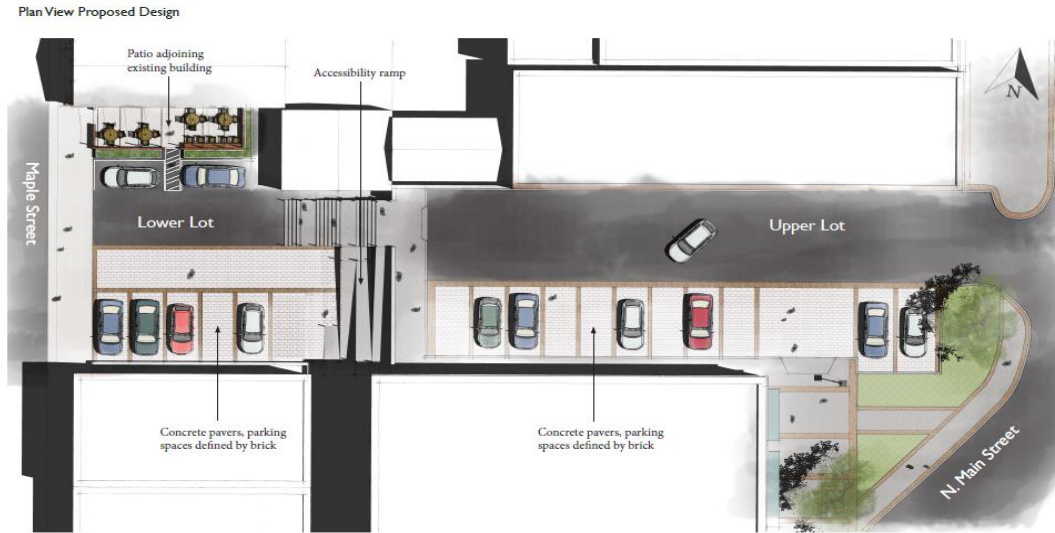 Plan View Proposed Design
Patio adjoining
existing building
Accessibility ramp
N
Maple Street
Lower Lot
Upper Lot
Concrete pavers, parking
spaces defined by brick
Concrete pavers, parking
spaces defined by brick
N. Main Street